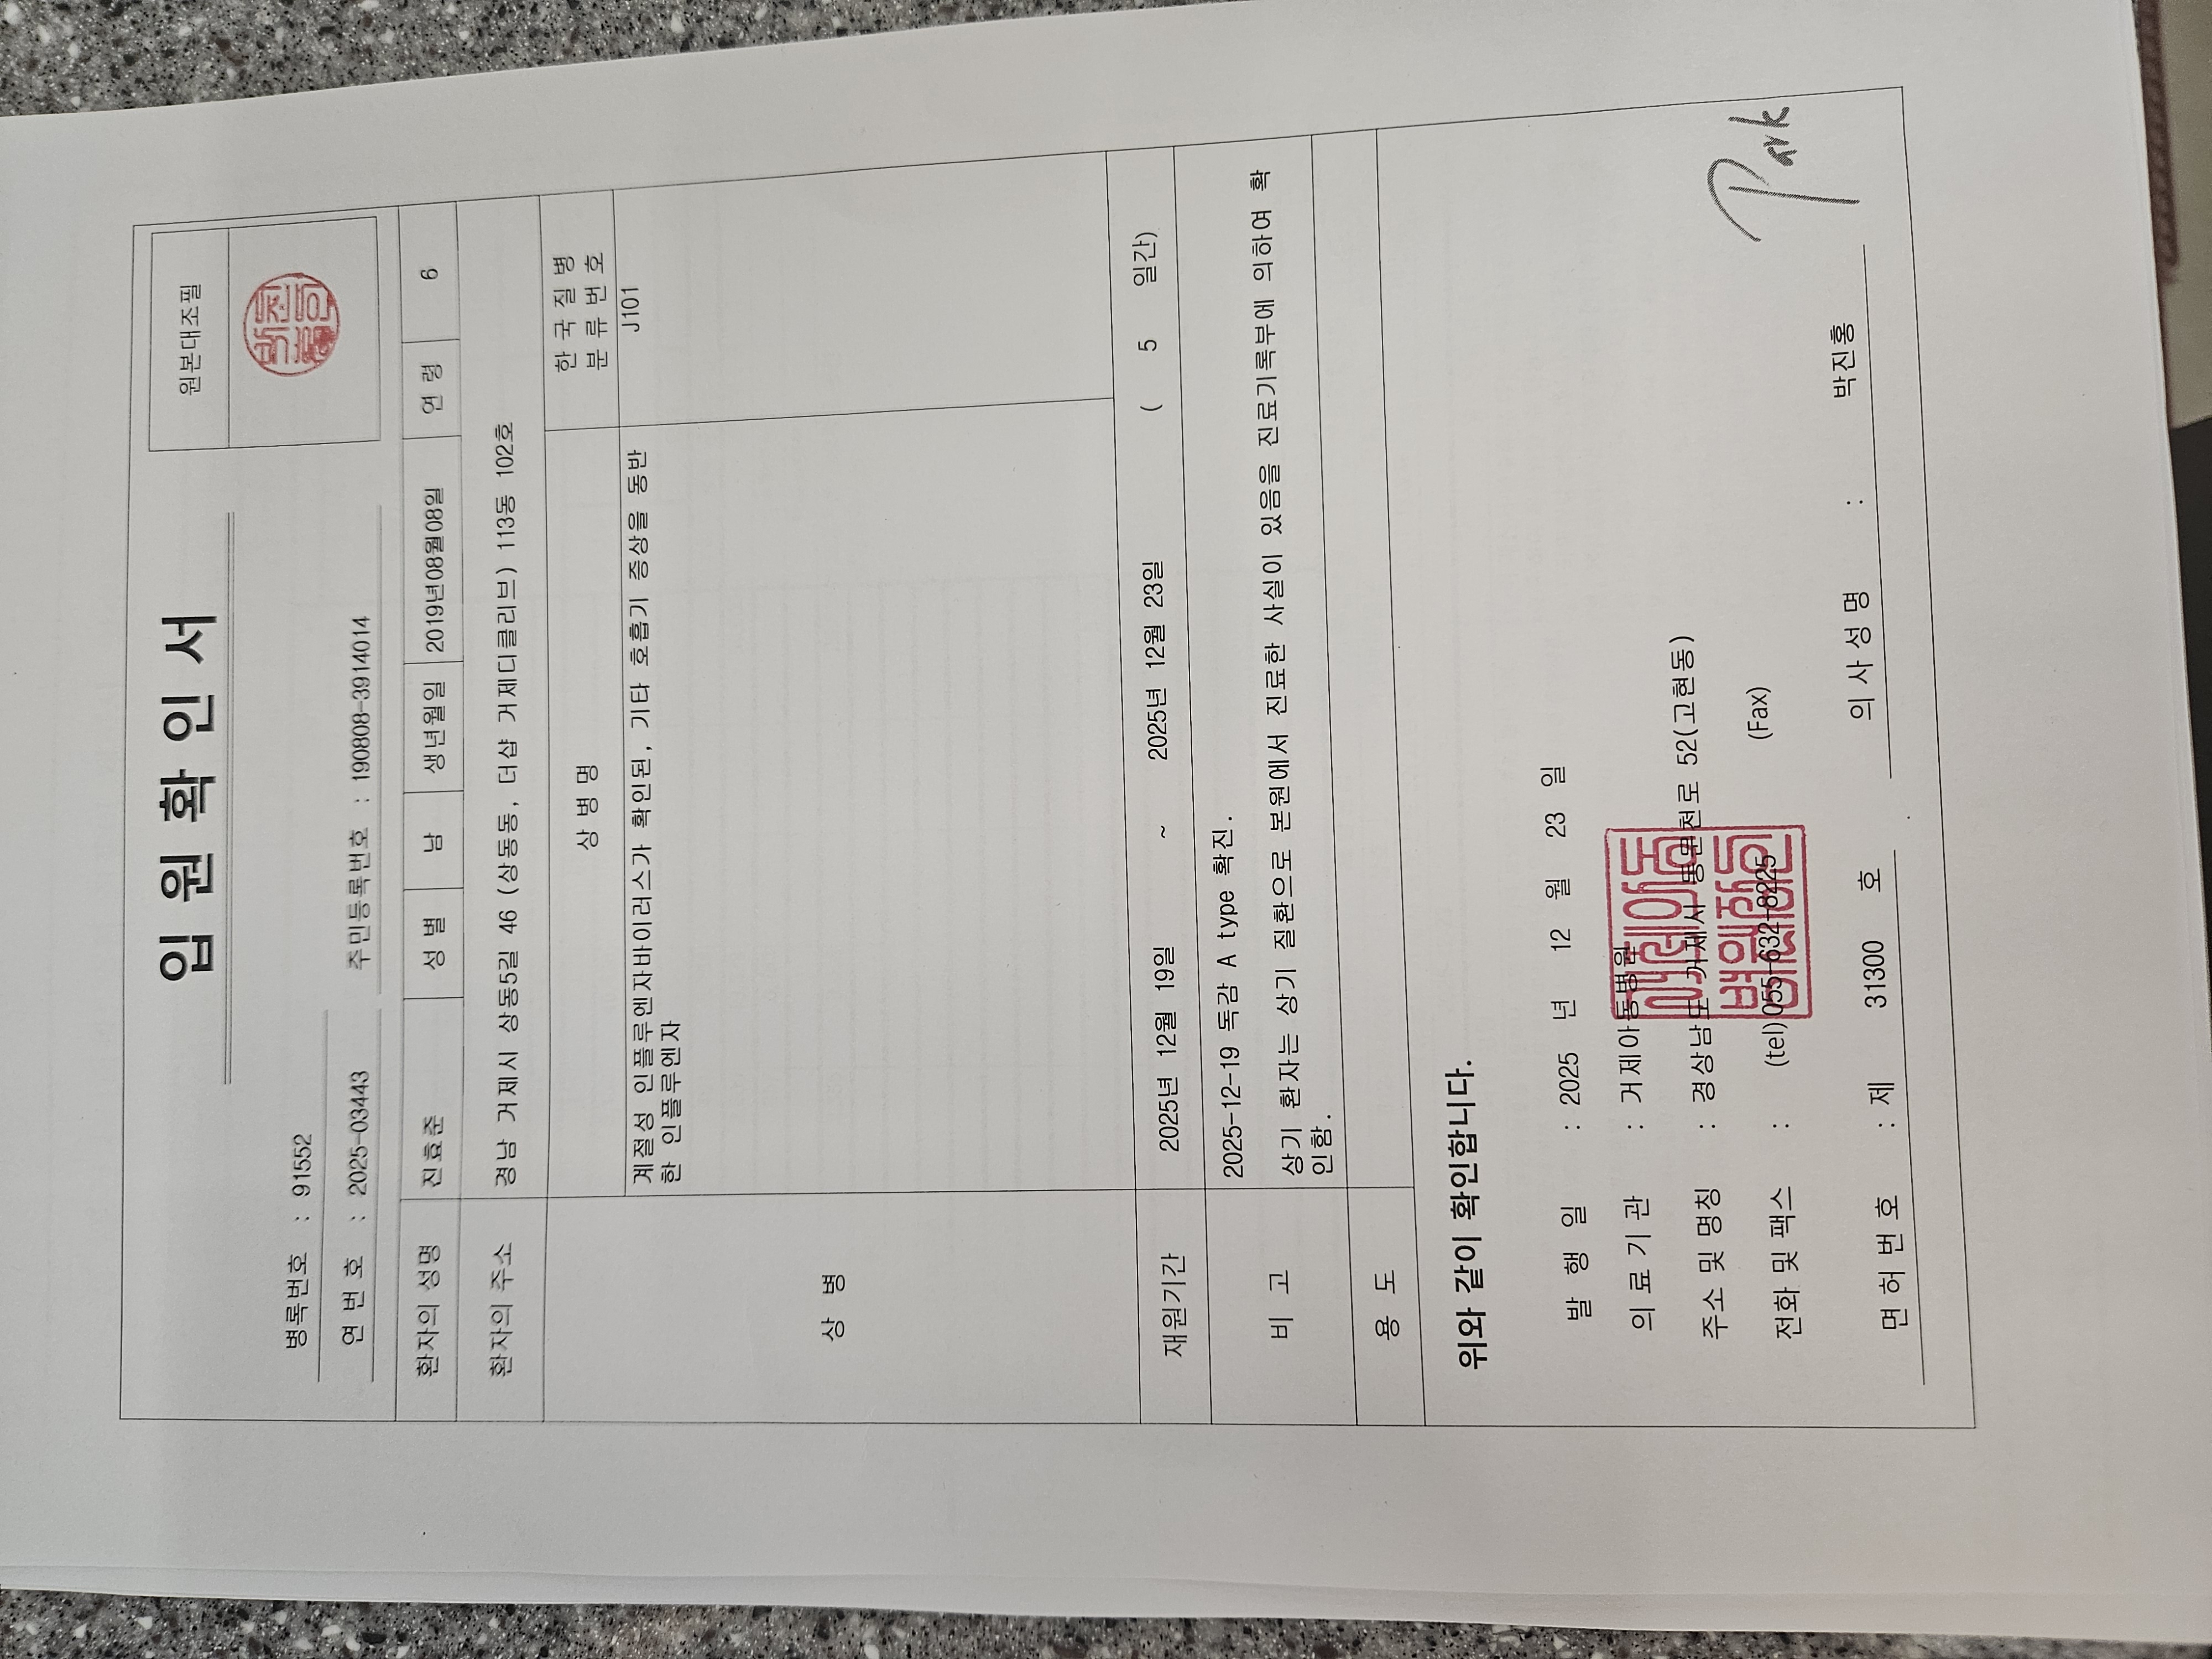 입 원 확 인 서
원본대조필
병록번호 : 91552
연 번 호 : 2025-03443
주민등록번호 : 190808-3914014
환자의 성명 진효준 성 별 남 생년월일 2019년08월08일 연 령 6
환자의 주소 경남 거제시 상동5길 46 (상동동, 더샵 거제디클리브) 113동 102호
상 병
상 병 명
한 국 질 병
분 류 번 호
계절성 인플루엔자바이러스가 확인된, 기타 호흡기 증상을 동반
한 인플루엔자
J101
재원기간 2025년 12월 19일 ~ 2025년 12월 23일 ( 5 일간)
비 고
2025-12-19 독감 A type 확진.
상기 환자는 상기 질환으로 본원에서 진료한 사실이 있음을 진료기록부에 의하여 확
인함.
용 도
위와 같이 확인합니다.
발 행 일 : 2025 년 12 월 23 일
의 료 기 관 : 거제아동병원
주소 및 명칭 : 경상남도 거제시 동문천로 52(고현동)
전화 및 팩스 : (tel)055-632-8225 (Fax)
면 허 번 호 : 제 31300 호 의 사 성 명 : 박진홍
Park